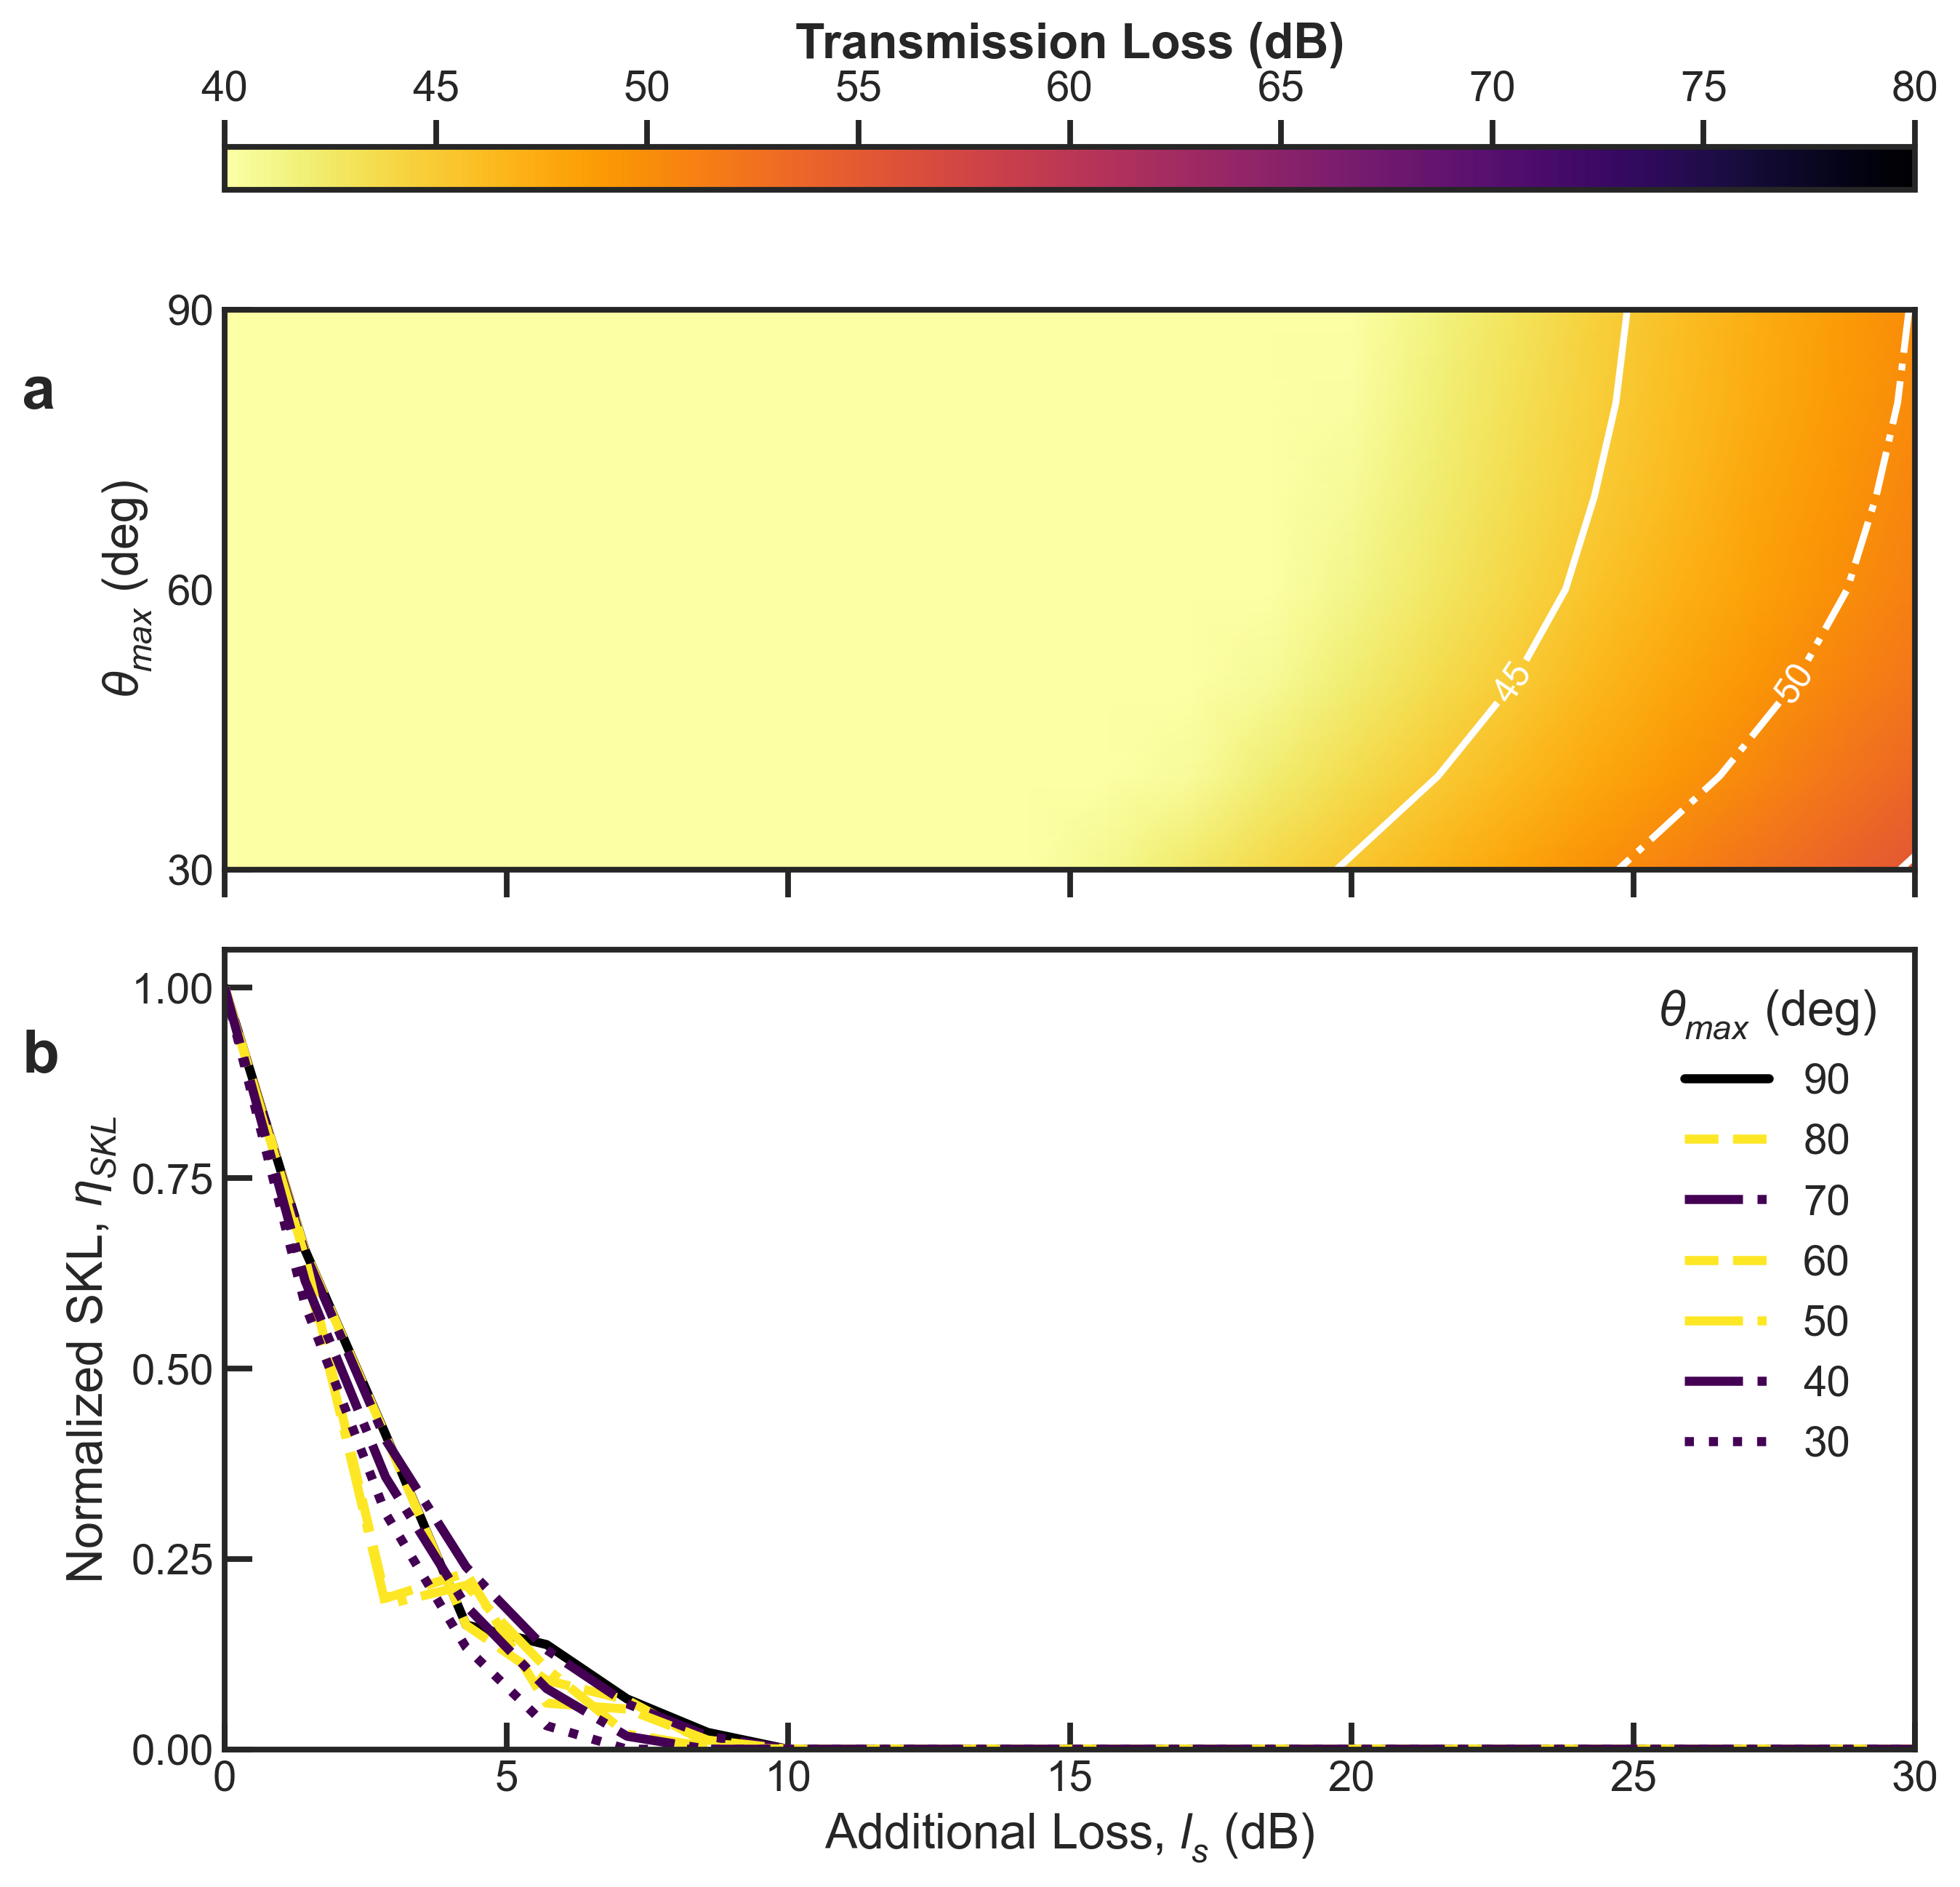 Transmission Loss (dB)
40 45 50 55 60 65 70 75 80
a
θmax (deg)
90
60
30
45
50
b
Normalized SKL, ηSKL
1.00
0.75
0.50
0.25
0.00
θmax (deg)
90
80
70
60
50
40
30
0 5 10 15 20 25 30
Additional Loss, ls (dB)